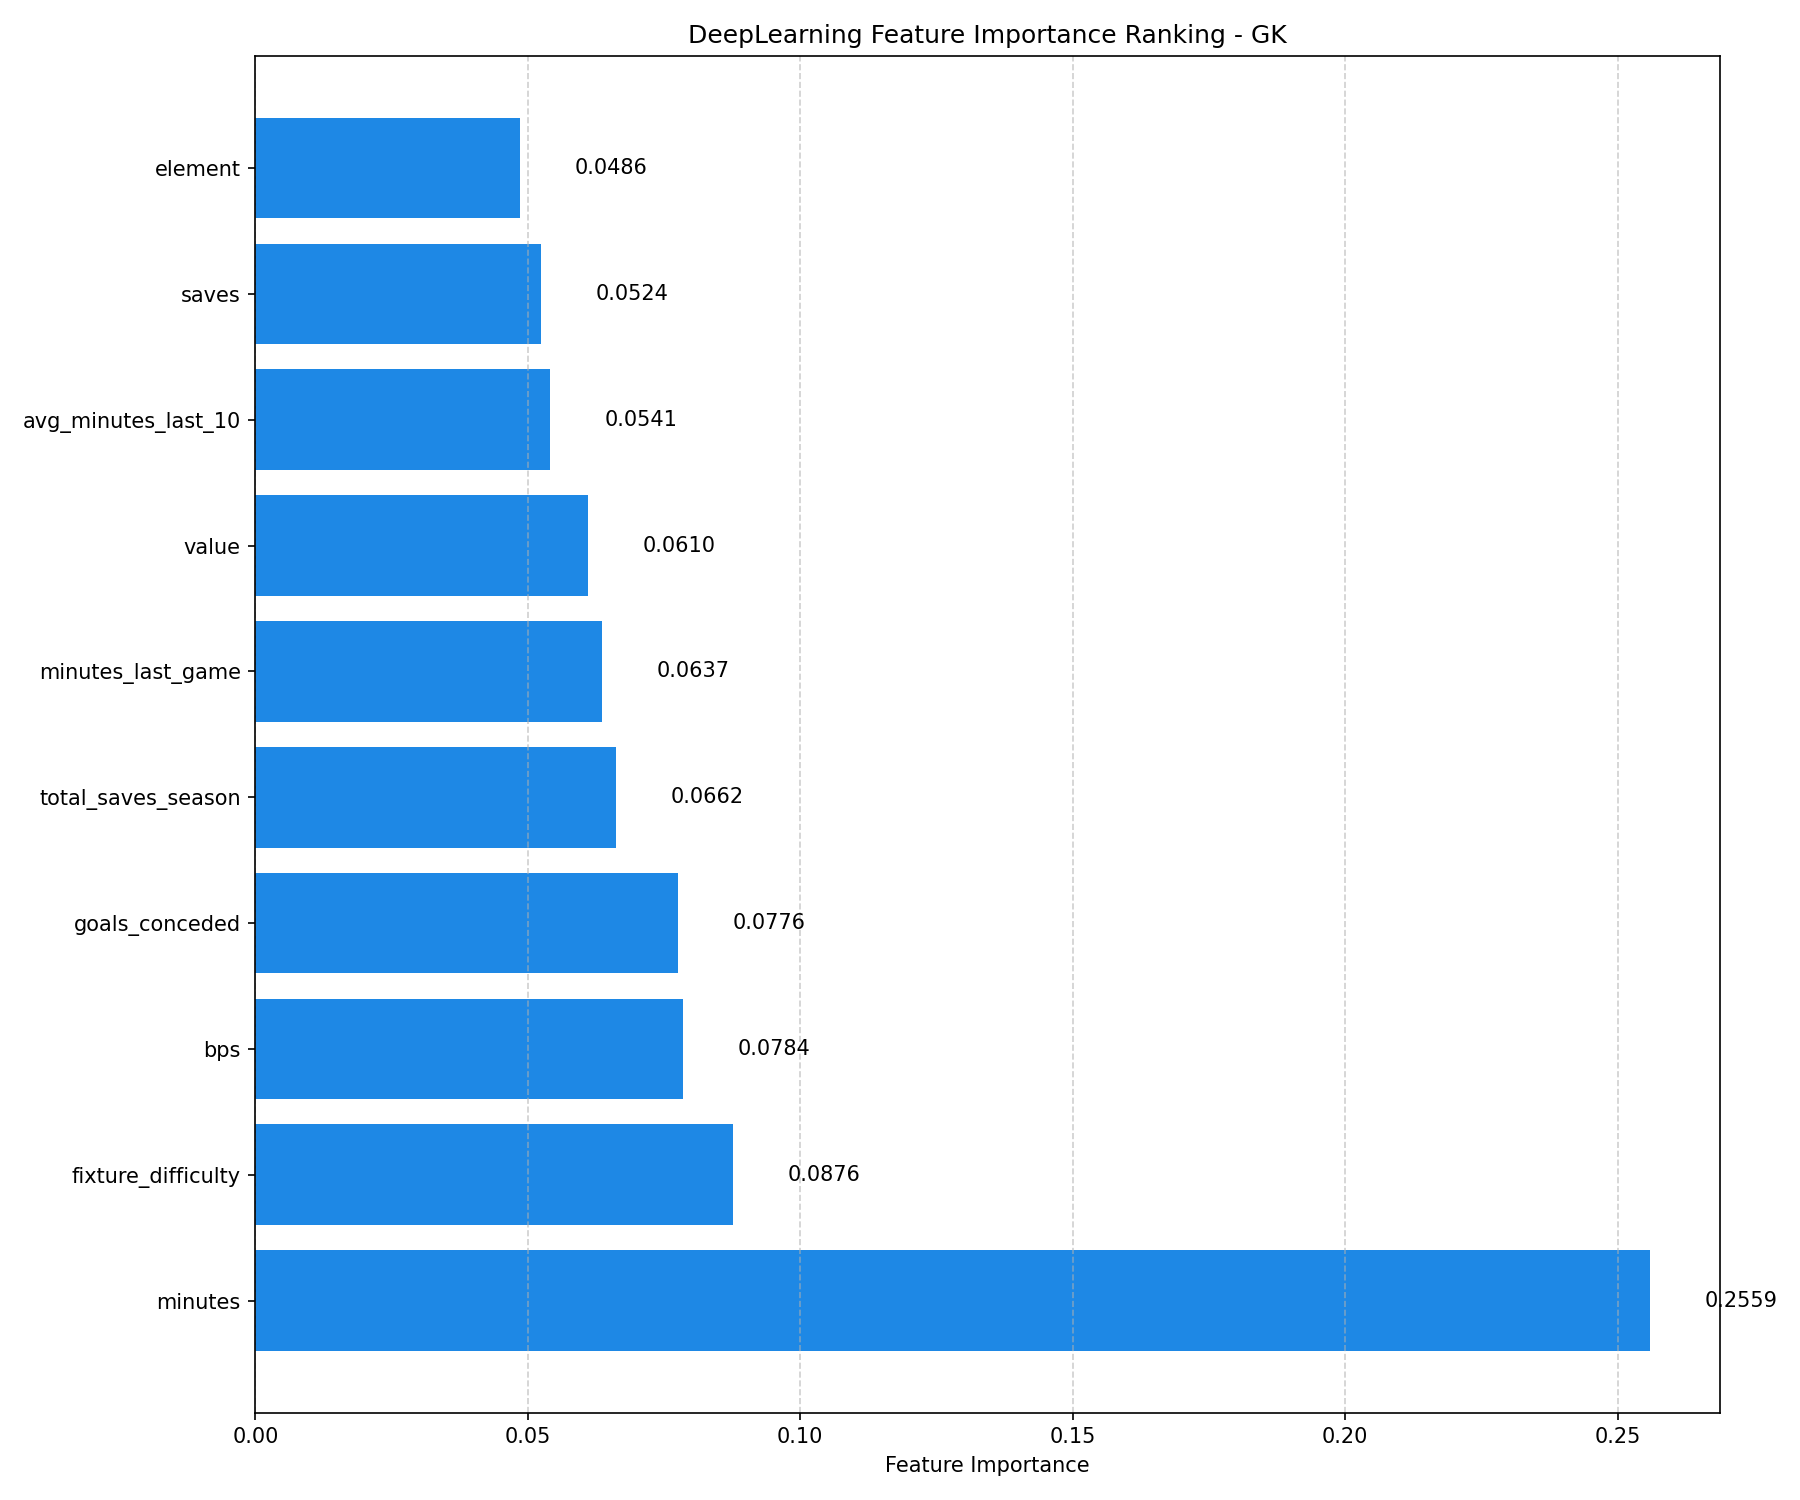 DeepLearning Feature Importance Ranking - GK
element 0.0486
saves 0.0524
avg_minutes_last_10 0.0541
value 0.0610
minutes_last_game 0.0637
total_saves_season 0.0662
goals_conceded 0.0776
bps 0.0784
fixture_difficulty 0.0876
minutes 0.2559
0.00 0.05 0.10 0.15 0.20 0.25
Feature Importance